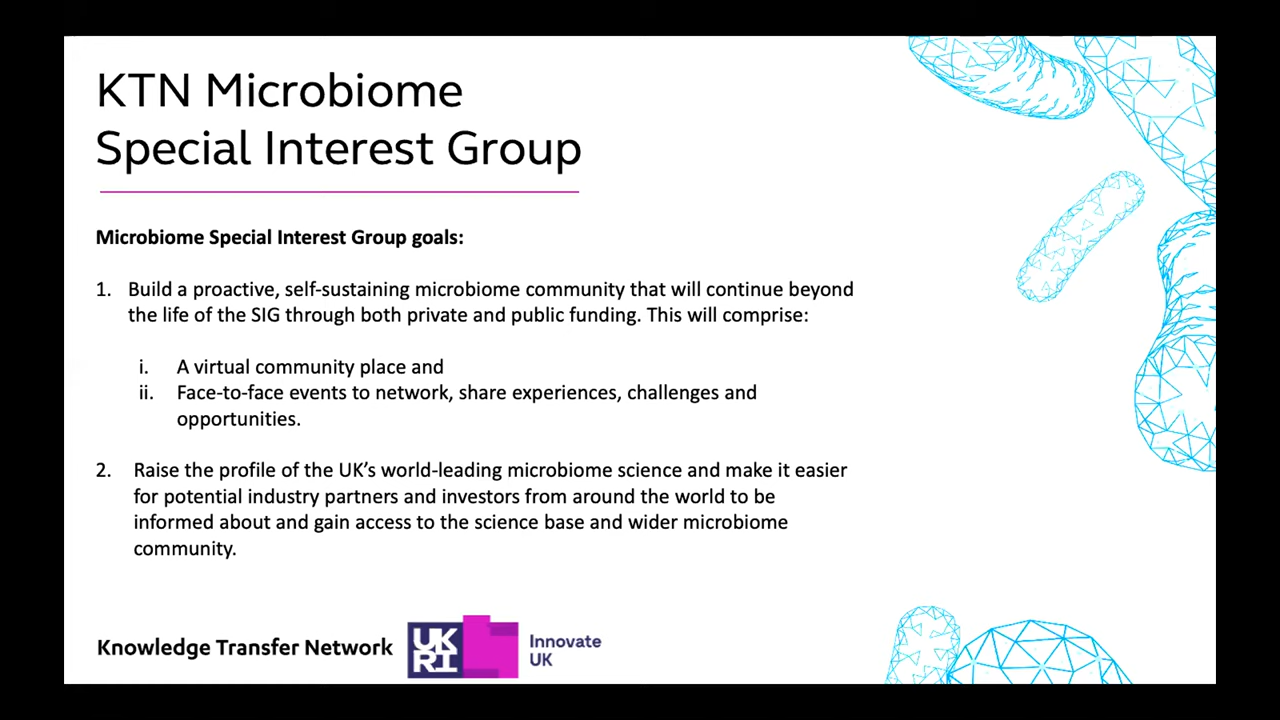 KTN Microbiome
Special Interest Group
Microbiome Special Interest Group goals:
1. Build a proactive, self-sustaining microbiome community that will continue beyond
the life of the SIG through both private and public funding. This will comprise:
i. A virtual community place and
ii. Face-to-face events to network, share experiences, challenges and
opportunities.
2. Raise the profile of the UK’s world-leading microbiome science and make it easier
for potential industry partners and investors from around the world to be
informed about and gain access to the science base and wider microbiome
community.
Knowledge Transfer Network
UK
RI
Innovate
UK